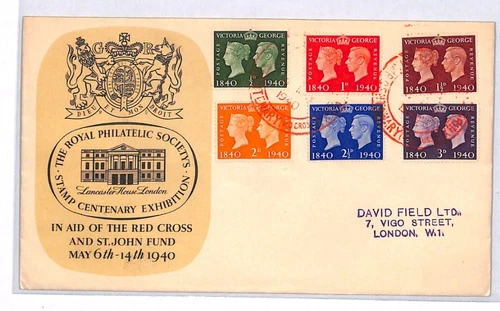 G R
DIEU ET MON DROIT
THE ROYAL PHILATELIC SOCIETY'S
STAMP CENTENARY EXHIBITION
Lancaster House London
IN AID OF THE RED CROSS
AND ST. JOHN FUND
MAY 6th-14th 1940
VICTORIA GEORGE
POSTAGE REVENUE
1840 1940
VICTORIA GEORGE
POSTAGE REVENUE
1840 1D 1940
VICTORIA GEORGE
POSTAGE REVENUE
1840 1½D 1940
VICTORIA GEORGE
POSTAGE REVENUE
1840 2D 1940
VICTORIA GEORGE
POSTAGE REVENUE
1840 2½D 1940
VICTORIA GEORGE
POSTAGE REVENUE
1840 3D 1940
DAVID FIELD LTD.,
7, VIGO STREET,
LONDON, W.1.